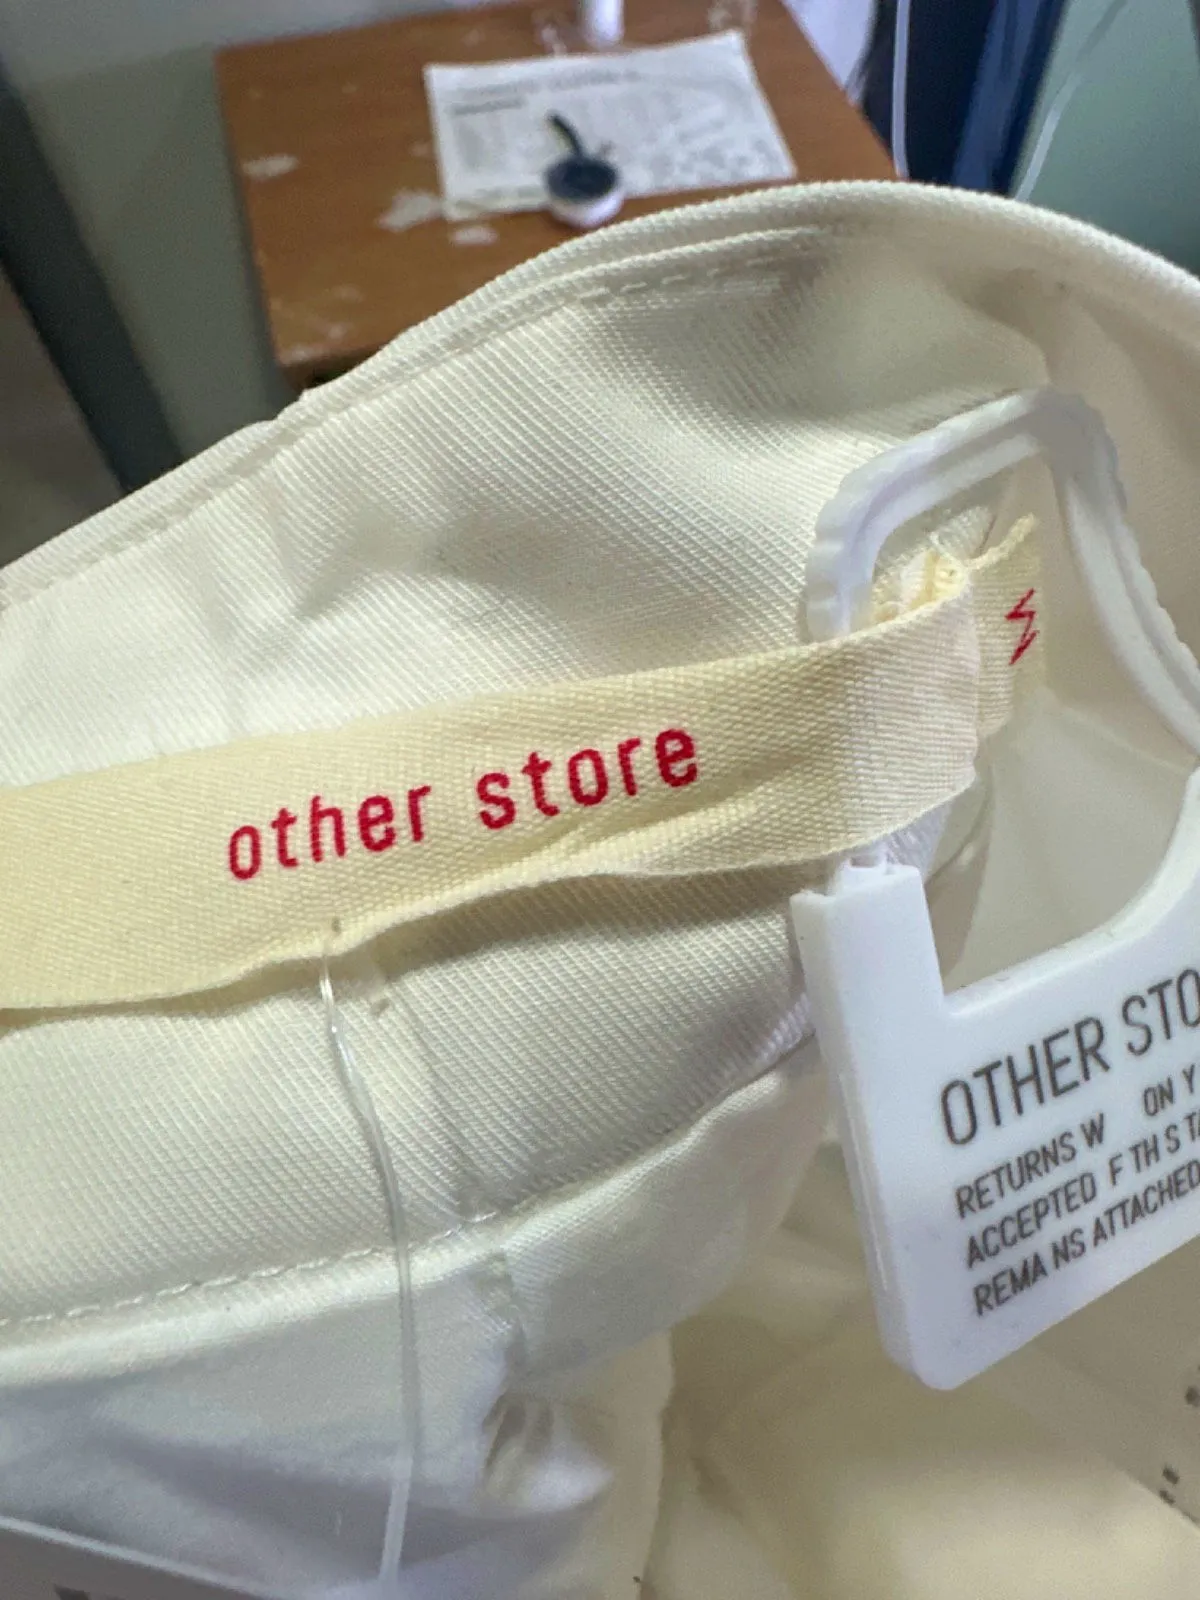 other store
M
OTHER STO
RETURNS W ON Y
ACCEPTED F TH S TA
REMA NS ATTACHED